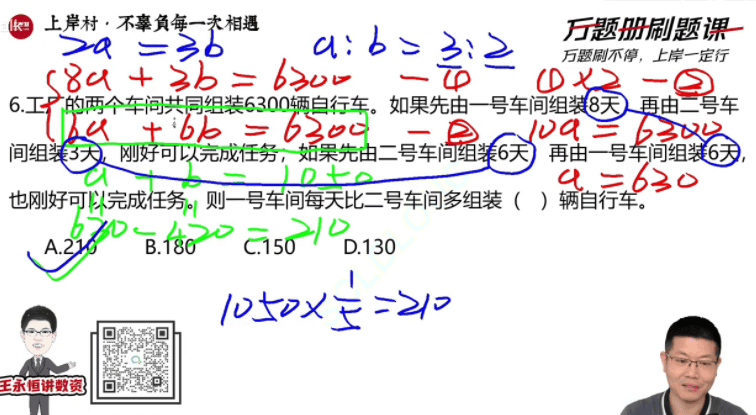 上岸村·不辜負每一次相遇
万题册刷题课
万题刷不停，上岸一定行
2a = 3b
a : b = 3 : 2
8a + 3b = 6300 — ①
①×2 — ②
6.工厂的两个车间共同组装6300辆自行车。如果先由一号车间组装8天，再由二号车
6a + 6b = 6300 — ②
10a = 6300
间组装3天，刚好可以完成任务，如果先由二号车间组装6天，再由一号车间组装6天，
a + b = 1050
a = 630
也刚好可以完成任务。则一号车间每天比二号车间多组装（ ）辆自行车。
630 - 420 = 210
A.210 B.180 C.150 D.130
1050 × 1/5 = 210
王永恒讲数资